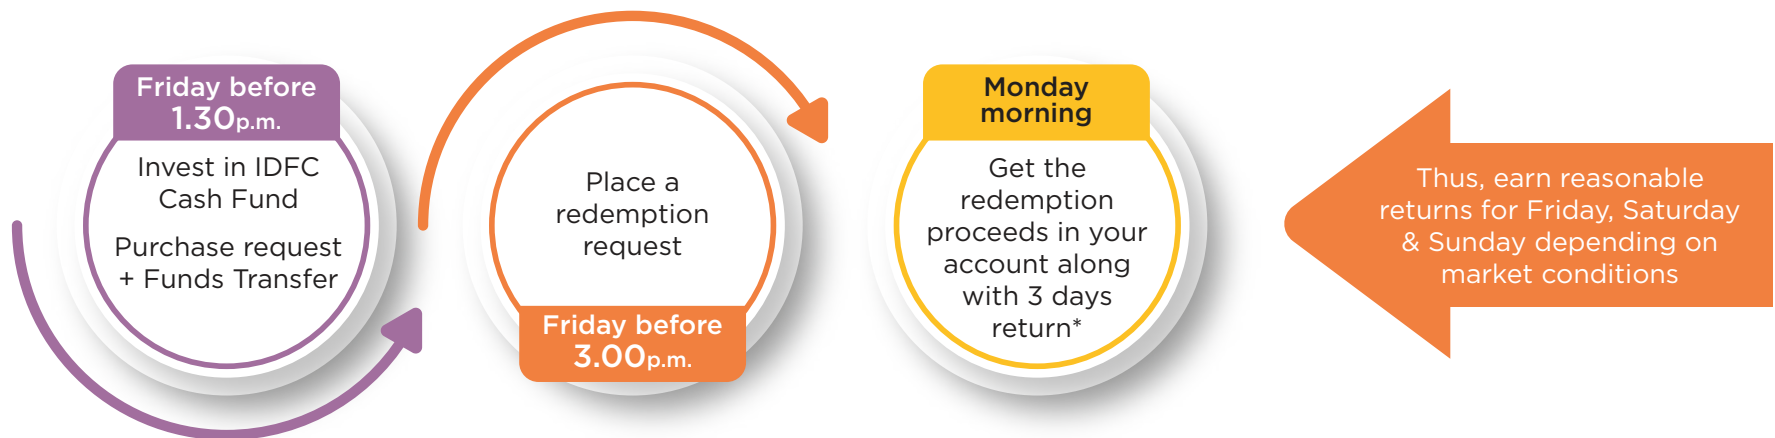 Friday before
1.30p.m.
Invest in IDFC
Cash Fund
Purchase request
+ Funds Transfer
Place a
redemption
request
Friday before
3.00p.m.
Monday
morning
Get the
redemption
proceeds in your
account along
with 3 days
return*
Thus, earn reasonable
returns for Friday, Saturday
& Sunday depending on
market conditions